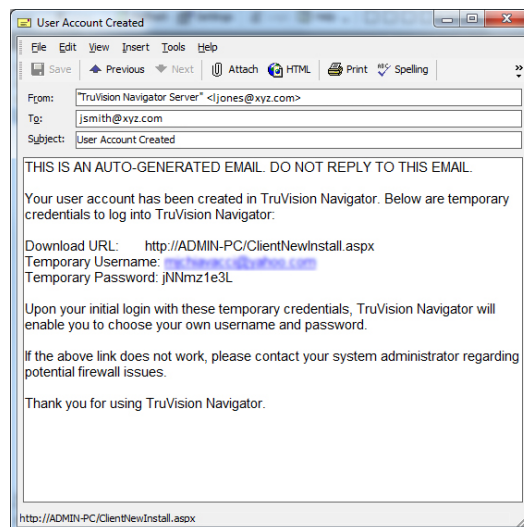 User Account Created
File Edit View Insert Tools Help
Save Previous Next Attach HTML Print Spelling »
From: "TruVision Navigator Server" <ljones@xyz.com>
To: jsmith@xyz.com
Subject: User Account Created
THIS IS AN AUTO-GENERATED EMAIL. DO NOT REPLY TO THIS EMAIL.
Your user account has been created in TruVision Navigator. Below are temporary
credentials to log into TruVision Navigator:
Download URL: http://ADMIN-PC/ClientNewInstall.aspx
Temporary Username:
Temporary Password: jNNmz1e3L
Upon your initial login with these temporary credentials, TruVision Navigator will
enable you to choose your own username and password.
If the above link does not work, please contact your system administrator regarding
potential firewall issues.
Thank you for using TruVision Navigator.
http://ADMIN-PC/ClientNewInstall.aspx